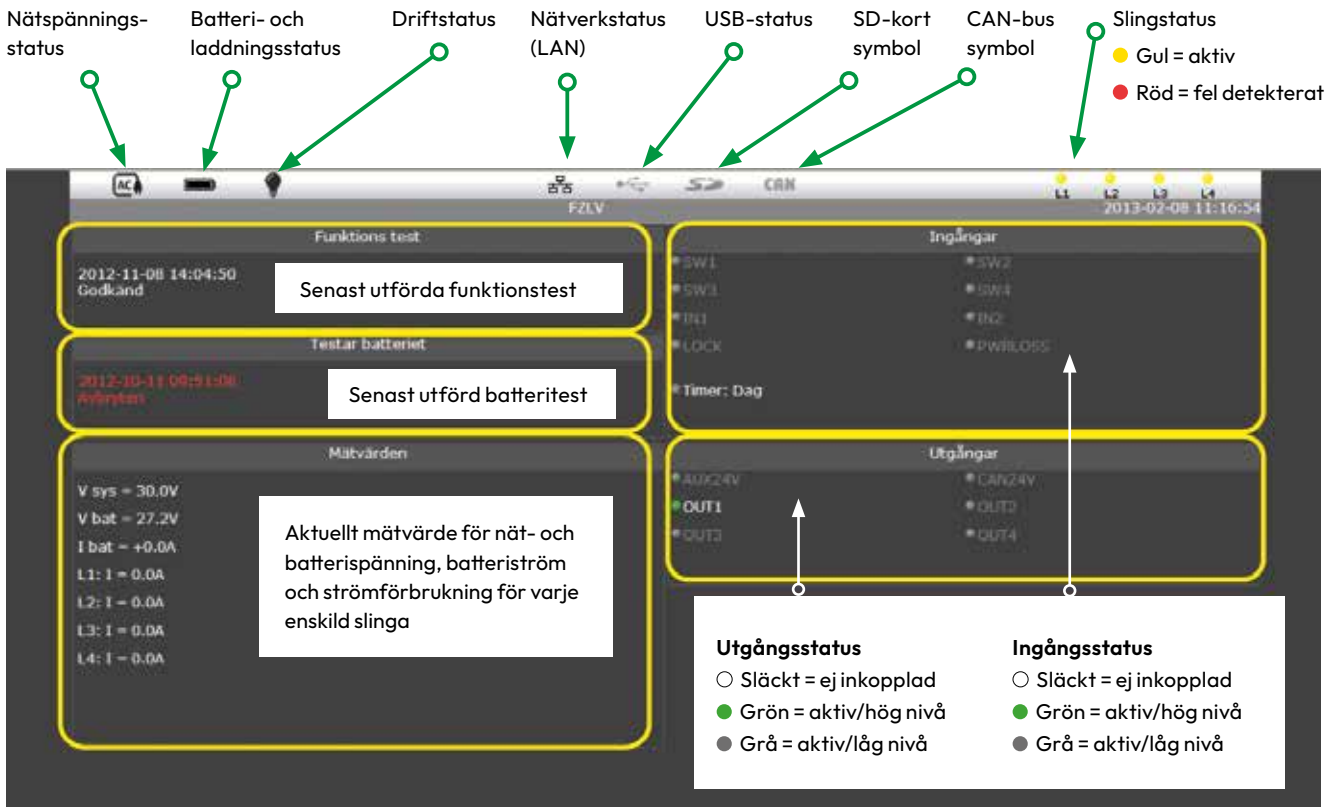 Nätspännings-
status
Batteri- och
laddningsstatus
Driftstatus
Nätverkstatus
(LAN)
USB-status
SD-kort
symbol
CAN-bus
symbol
Slingstatus
Gul = aktiv
Röd = fel detekterat
AC
CAN
L1 L2 L3 L4
FZLV
2013-02-08 11:16:54
Funktions test
2012-11-08 14:04:50
Godkänd
Senast utförda funktionstest
Testar batteriet
2012-10-11
Avbruten
Senast utförd batteritest
Mätvärden
V sys = 30.0V
V bat = 27.2V
I bat = +0.0A
L1: I = 0.0A
L2: I = 0.0A
L3: I = 0.0A
L4: I = 0.0A
Aktuellt mätvärde för nät- och
batterispänning, batteriström
och strömförbrukning för varje
enskild slinga
Ingångar
SW1 SW2
SW3 SW4
IN1 IN2
LOCK PWRLOSS
Timer: Dag
Utgångar
AUX24V CAN24V
OUT1 OUT2
OUT3 OUT4
Utgångsstatus
Släckt = ej inkopplad
Grön = aktiv/hög nivå
Grå = aktiv/låg nivå
Ingångsstatus
Släckt = ej inkopplad
Grön = aktiv/hög nivå
Grå = aktiv/låg nivå